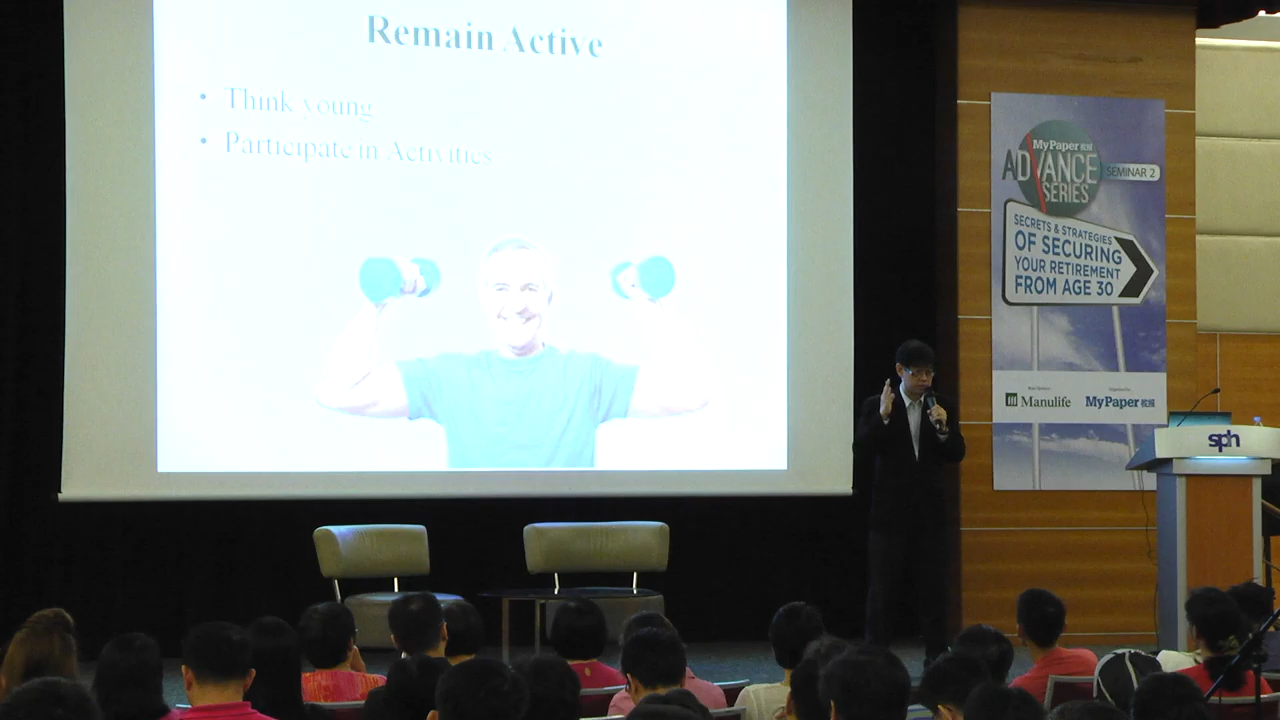 Remain Active
• Think young
• Participate in Activities
MyPaper 我报
ADVANCE
SERIES
SEMINAR 2
SECRETS & STRATEGIES
OF SECURING
YOUR RETIREMENT
FROM AGE 30
Manulife
MyPaper 我报
sph